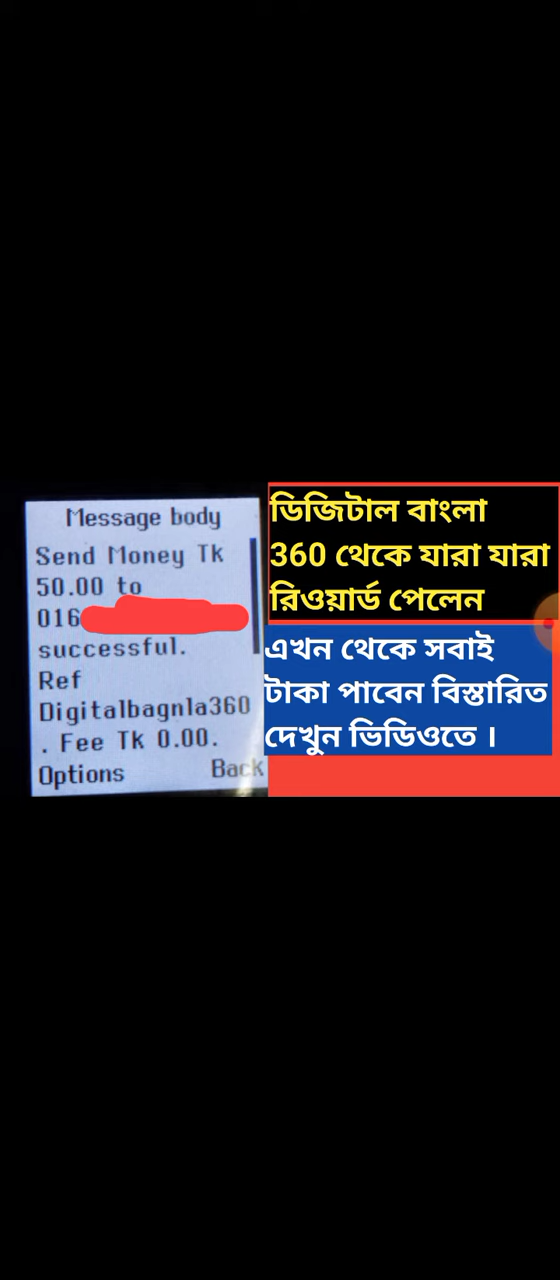 Message body
Send Money Tk
50.00 to
016
successful.
Ref
Digitalbagnla360
. Fee Tk 0.00.
Options Back
ডিজিটাল বাংলা
360 থেকে যারা যারা
রিওয়ার্ড পেলেন
এখন থেকে সবাই
টাকা পাবেন বিস্তারিত
দেখুন ভিডিওতে ।